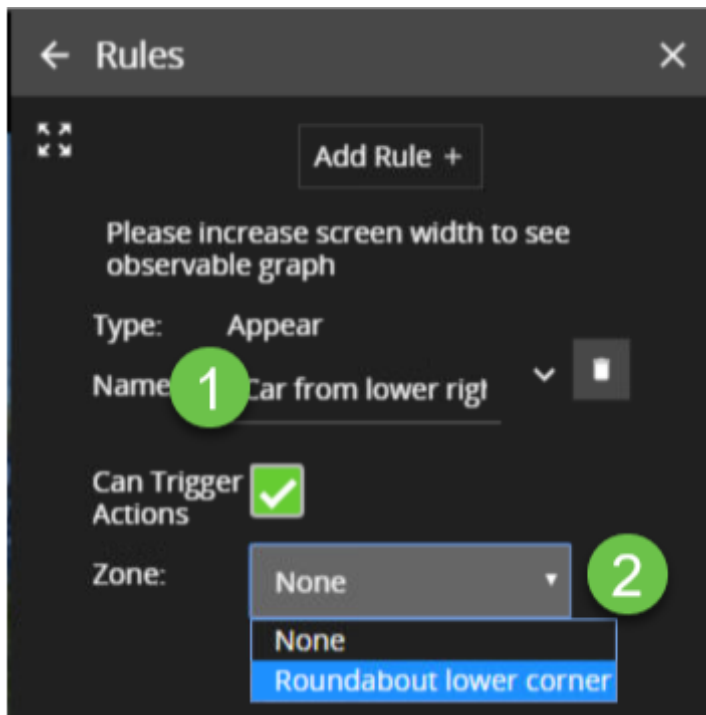 Rules
Add Rule +
Please increase screen width to see
observable graph
Type: Appear
Name 1 Car from lower righ
Can Trigger
Actions
Zone: None 2
None
Roundabout lower corner